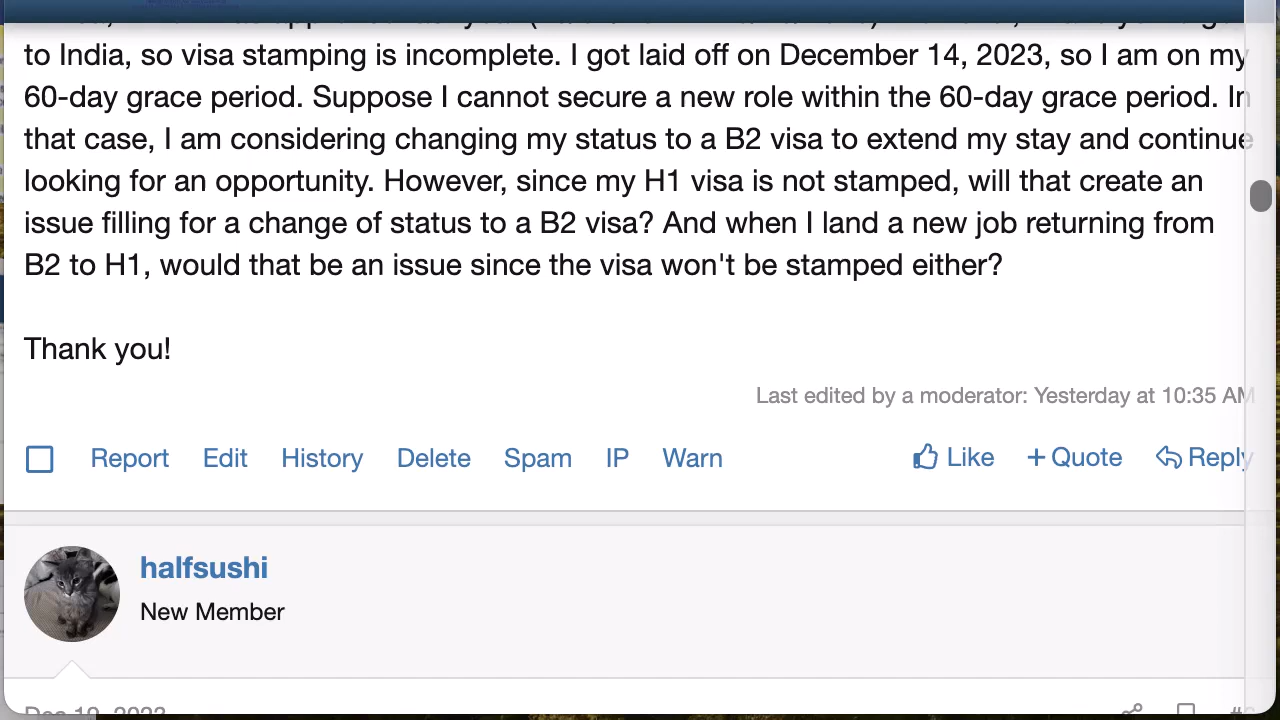 to India, so visa stamping is incomplete. I got laid off on December 14, 2023, so I am on my
60-day grace period. Suppose I cannot secure a new role within the 60-day grace period. In
that case, I am considering changing my status to a B2 visa to extend my stay and continue
looking for an opportunity. However, since my H1 visa is not stamped, will that create an
issue filling for a change of status to a B2 visa? And when I land a new job returning from
B2 to H1, would that be an issue since the visa won't be stamped either?
Thank you!
Last edited by a moderator: Yesterday at 10:35 AM
Report Edit History Delete Spam IP Warn Like + Quote Reply
halfsushi
New Member
Dec 19, 2023